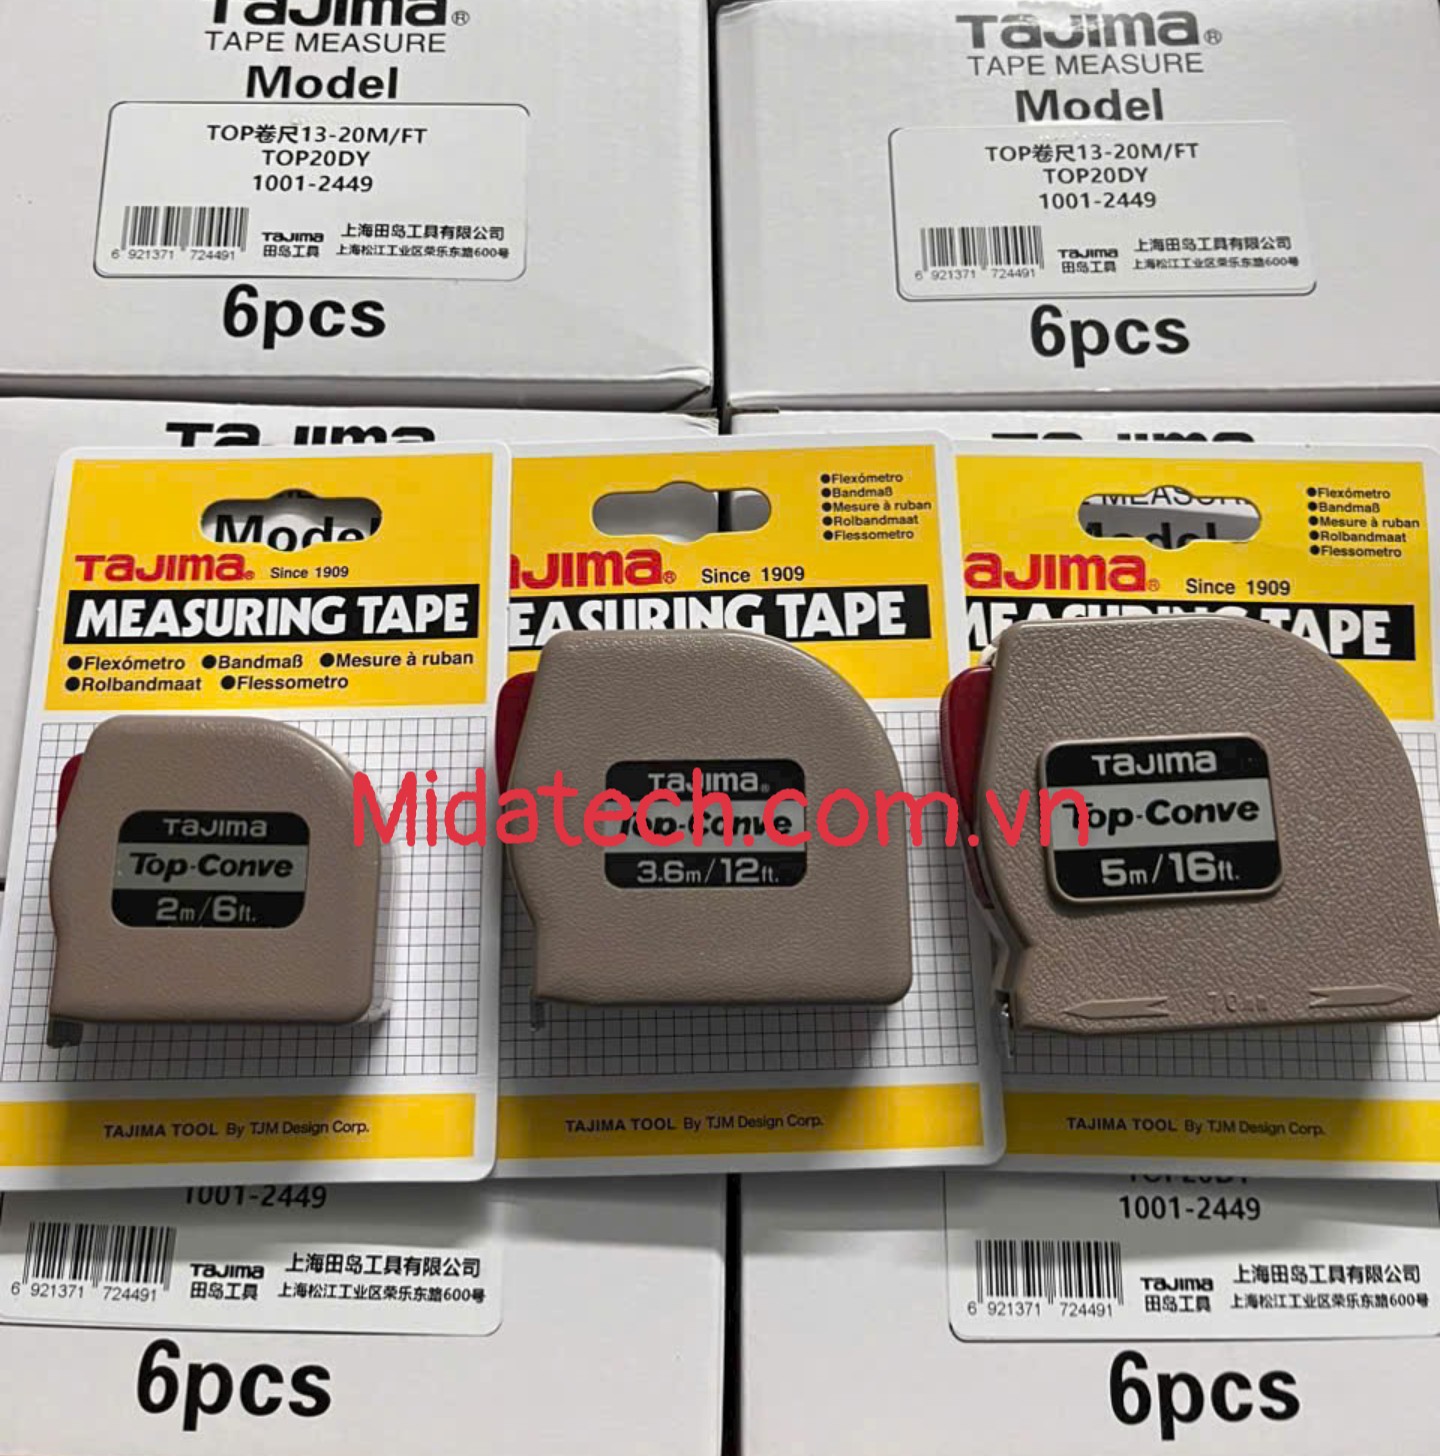 Tajima®
TAPE MEASURE
Model
TOP卷尺13-20M/FT
TOP20DY
1001-2449
6 921371 724491
Tajima
田岛工具
上海田岛工具有限公司
上海松江工业区荣乐东路600号
6pcs
Tajima®
TAPE MEASURE
Model
TOP卷尺13-20M/FT
TOP20DY
1001-2449
6 921371 724491
Tajima
田岛工具
上海田岛工具有限公司
上海松江工业区荣乐东路600号
6pcs
Tajima
Model
Tajima® Since 1909
MEASURING TAPE
●Flexómetro ●Bandmaß ●Mesure à ruban
●Rolbandmaat ●Flessometro
Tajima
Top-Conve
2m/6ft.
TAJIMA TOOL By TJM Design Corp.
●Flexómetro
●Bandmaß
●Mesure à ruban
●Rolbandmaat
●Flessometro
ajima® Since 1909
EASURING TAPE
Tajima®
Top-Conve
3.6m/12ft.
TAJIMA TOOL By TJM Design Corp.
●Flexómetro
●Bandmaß
●Mesure à ruban
●Rolbandmaat
●Flessometro
ajima® Since 1909
MEASURING TAPE
Tajima
Top-Conve
5m/16ft.
TAJIMA TOOL By TJM Design Corp.
Midatech.com.vn
1001-2449
6 921371 724491
Tajima
田岛工具
上海田岛工具有限公司
上海松江工业区荣乐东路600号
6pcs
TOP20DY
1001-2449
6 921371 724491
Tajima
田岛工具
上海田岛工具有限公司
上海松江工业区荣乐东路600号
6pcs